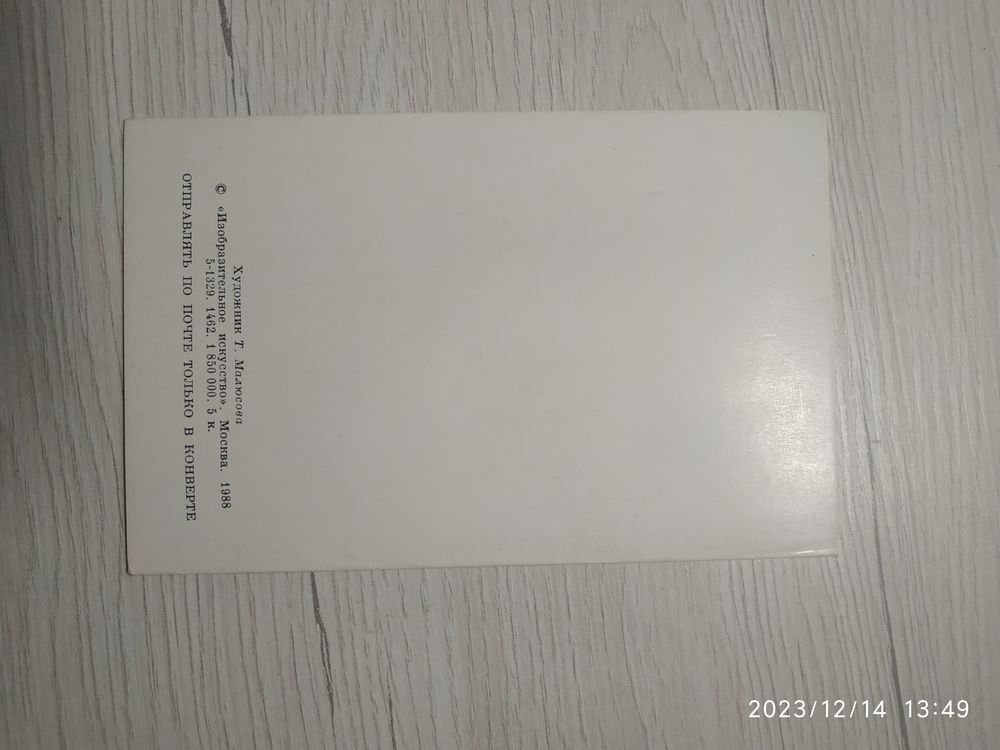 Художник Т. Малюсова
© «Изобразительное искусство». Москва. 1988
5-1329. 1462. 1 850 000. 5 к.
ОТПРАВЛЯТЬ ПО ПОЧТЕ ТОЛЬКО В КОНВЕРТЕ
2023/12/14 13:49